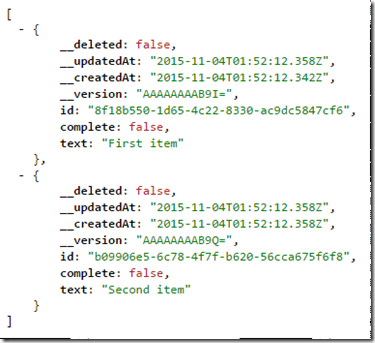 [
- {
__deleted: false,
__updatedAt: "2015-11-04T01:52:12.358Z",
__createdAt: "2015-11-04T01:52:12.342Z",
__version: "AAAAAAAAB9I=",
id: "8f18b550-1d65-4c22-8330-ac9dc5847cf6",
complete: false,
text: "First item"
},
- {
__deleted: false,
__updatedAt: "2015-11-04T01:52:12.358Z",
__createdAt: "2015-11-04T01:52:12.358Z",
__version: "AAAAAAAAB9Q=",
id: "b09906e5-6c78-4f7f-b620-56cca675f6f8",
complete: false,
text: "Second item"
}
]